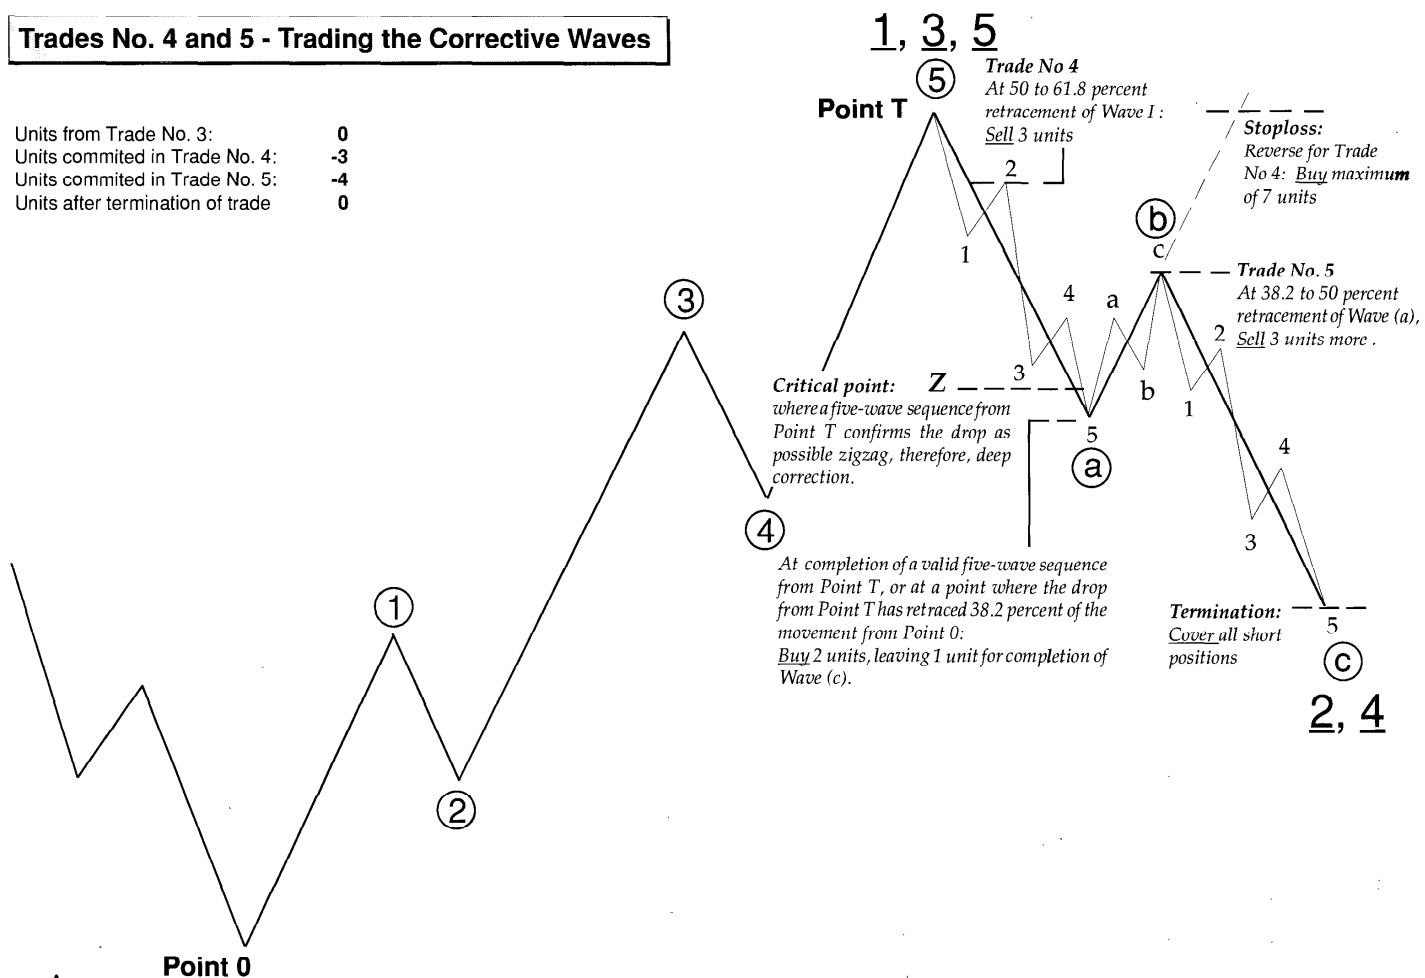 Trades No. 4 and 5 - Trading the Corrective Waves
Units from Trade No. 3: 0
Units commited in Trade No. 4: -3
Units commited in Trade No. 5: -4
Units after termination of trade 0
1, 3, 5
5
Point T
Trade No 4
At 50 to 61.8 percent
retracement of Wave I :
Sell 3 units
Stoploss:
Reverse for Trade
No 4: Buy maximum
of 7 units
2
1
b
c
Trade No. 5
At 38.2 to 50 percent
retracement of Wave (a),
Sell 3 units more .
3
4
a
2
3
b
1
Critical point: Z
where a five-wave sequence from
Point T confirms the drop as
possible zigzag, therefore, deep
correction.
5
a
4
4
3
At completion of a valid five-wave sequence
from Point T, or at a point where the drop
from Point T has retraced 38.2 percent of the
movement from Point 0:
Buy 2 units, leaving 1 unit for completion of
Wave (c).
1
Termination:
Cover all short
positions
5
c
2, 4
2
Point 0